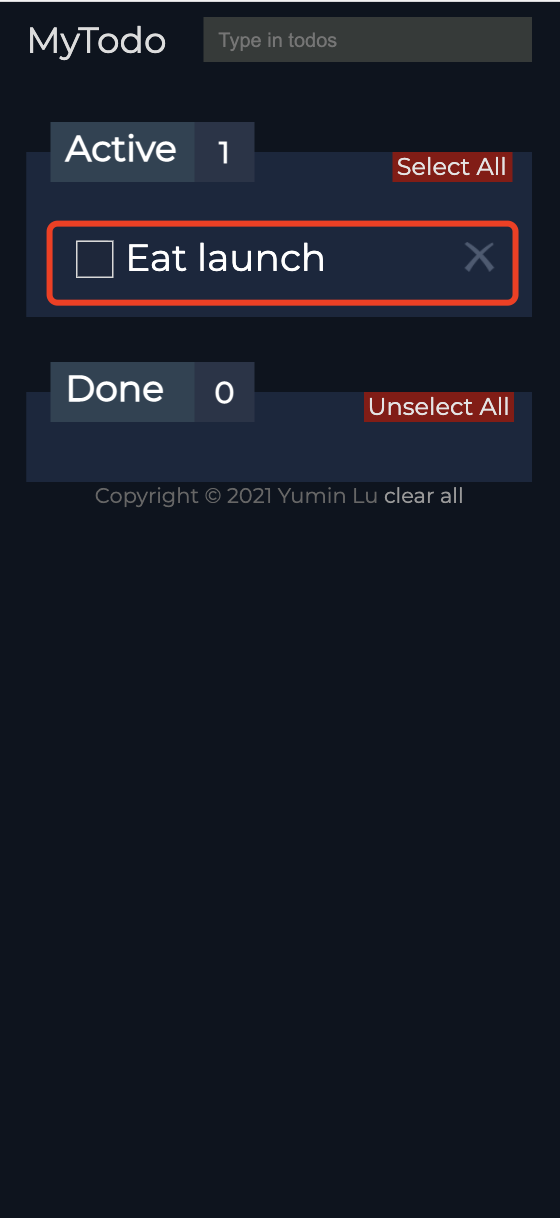 MyTodo
Type in todos
Active 1
Select All
Eat launch
Done 0
Unselect All
Copyright © 2021 Yumin Lu clear all